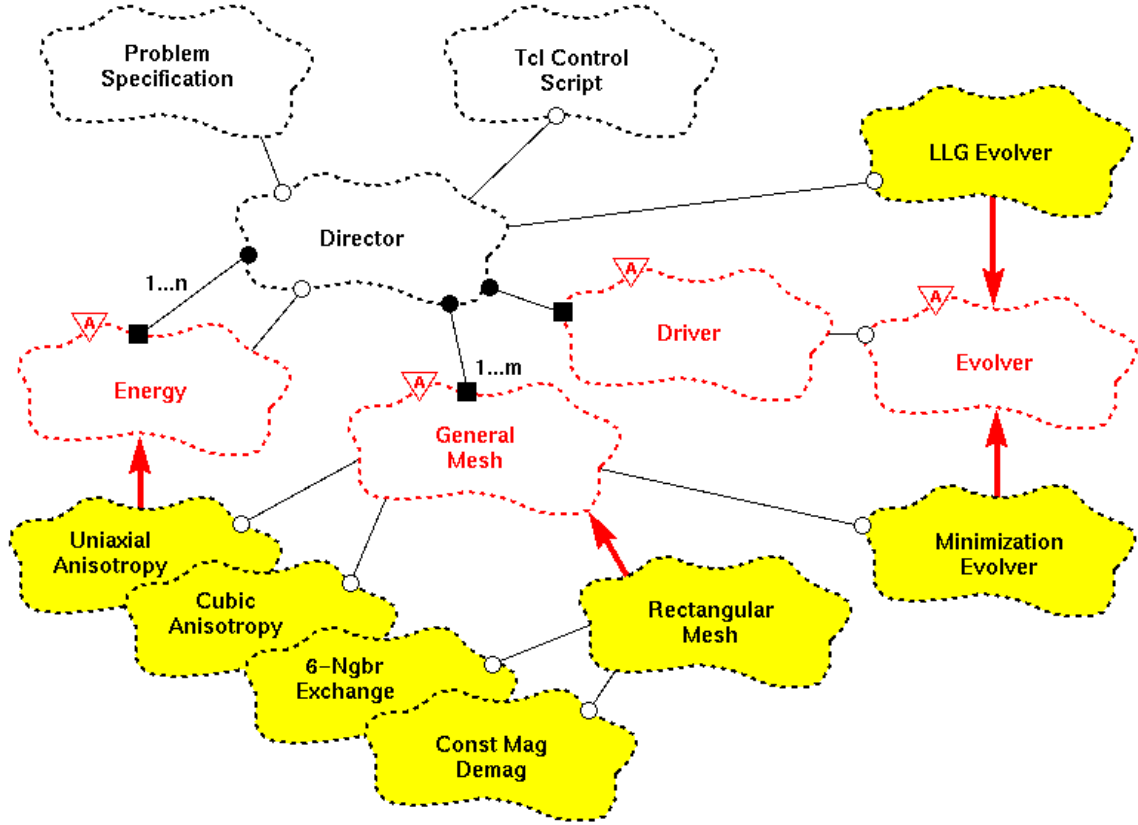 Problem
Specification
Tcl Control
Script
LLG Evolver
Director
1...n
A
Driver
A
Evolver
A
Energy
1...m
A
General
Mesh
Uniaxial
Anisotropy
Minimization
Evolver
Cubic
Anisotropy
Rectangular
Mesh
6-Ngbr
Exchange
Const Mag
Demag